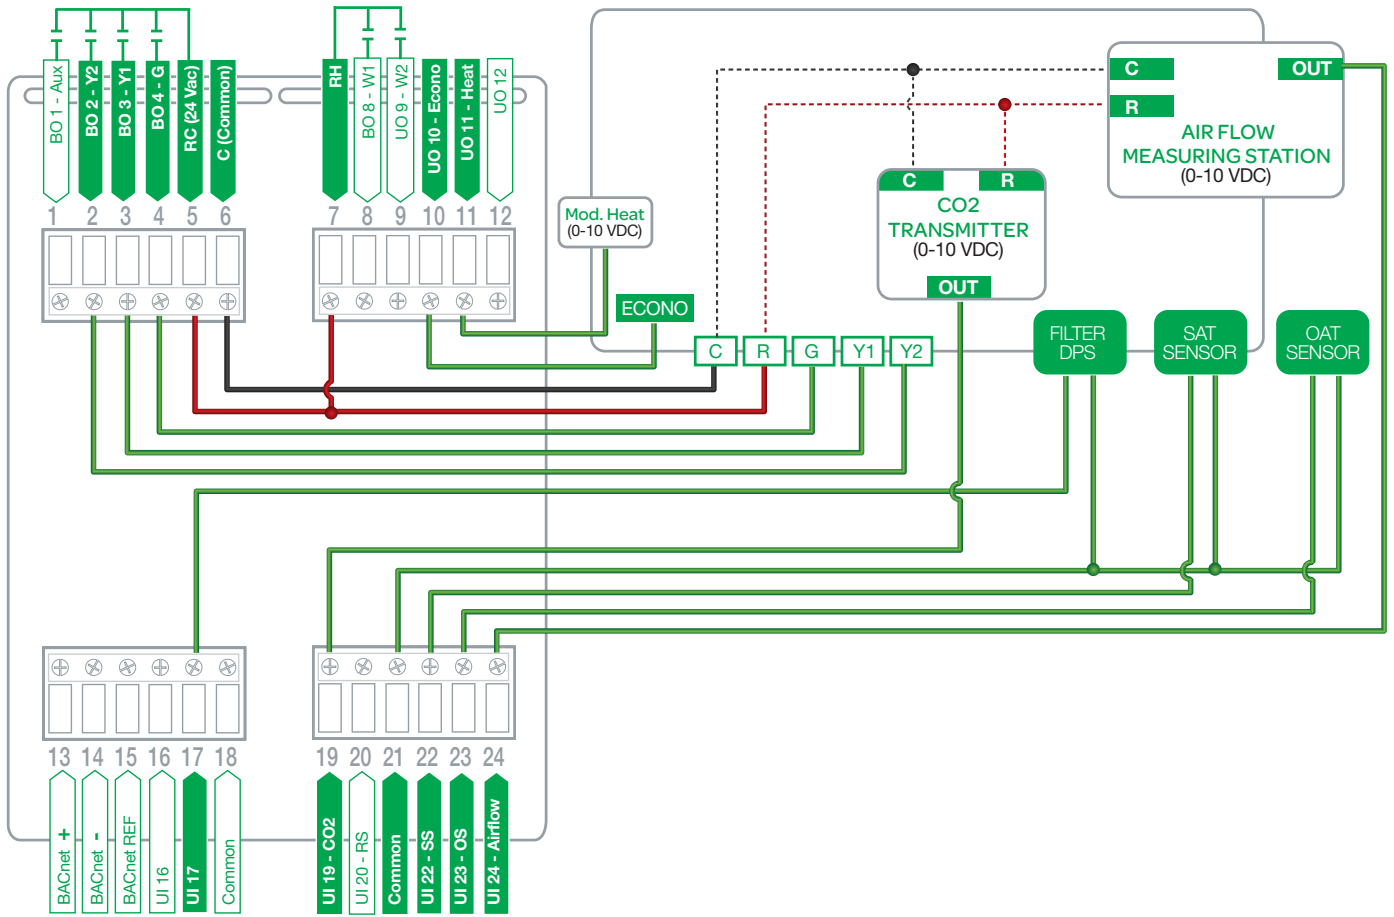 BO 1 - Aux
BO 2 - Y2
BO 3 - Y1
BO 4 - G
RC (24 Vac)
C (Common)
RH
BO 8 - W1
UO 9 - W2
UO 10 - Econo
UO 11 - Heat
UO 12
1
2
3
4
5
6
7
8
9
10
11
12
C
OUT
R
AIR FLOW
MEASURING STATION
(0-10 VDC)
C
R
CO2
TRANSMITTER
(0-10 VDC)
OUT
Mod. Heat
(0-10 VDC)
ECONO
C
R
G
Y1
Y2
FILTER
DPS
SAT
SENSOR
OAT
SENSOR
13
14
15
16
17
18
19
20
21
22
23
24
BACnet +
BACnet -
BACnet REF
UI 16
UI 17
Common
UI 19 - CO2
UI 20 - RS
Common
UI 22 - SS
UI 23 - OS
UI 24 - Airflow